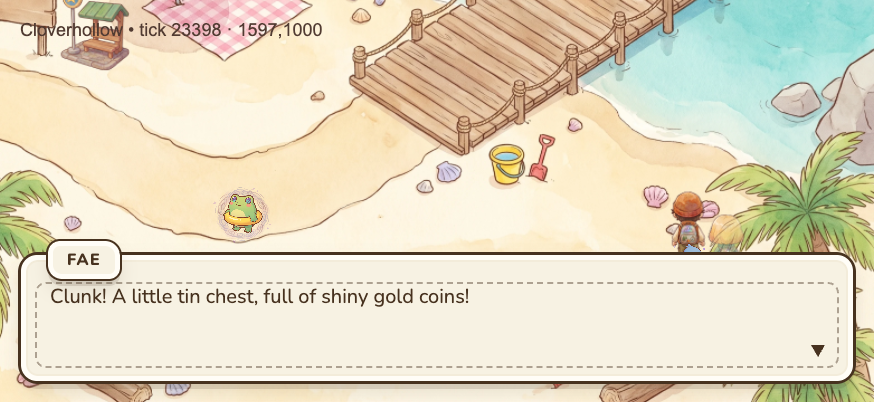 Cloverhollow • tick 23398 · 1597,1000
FAE
Clunk! A little tin chest, full of shiny gold coins!